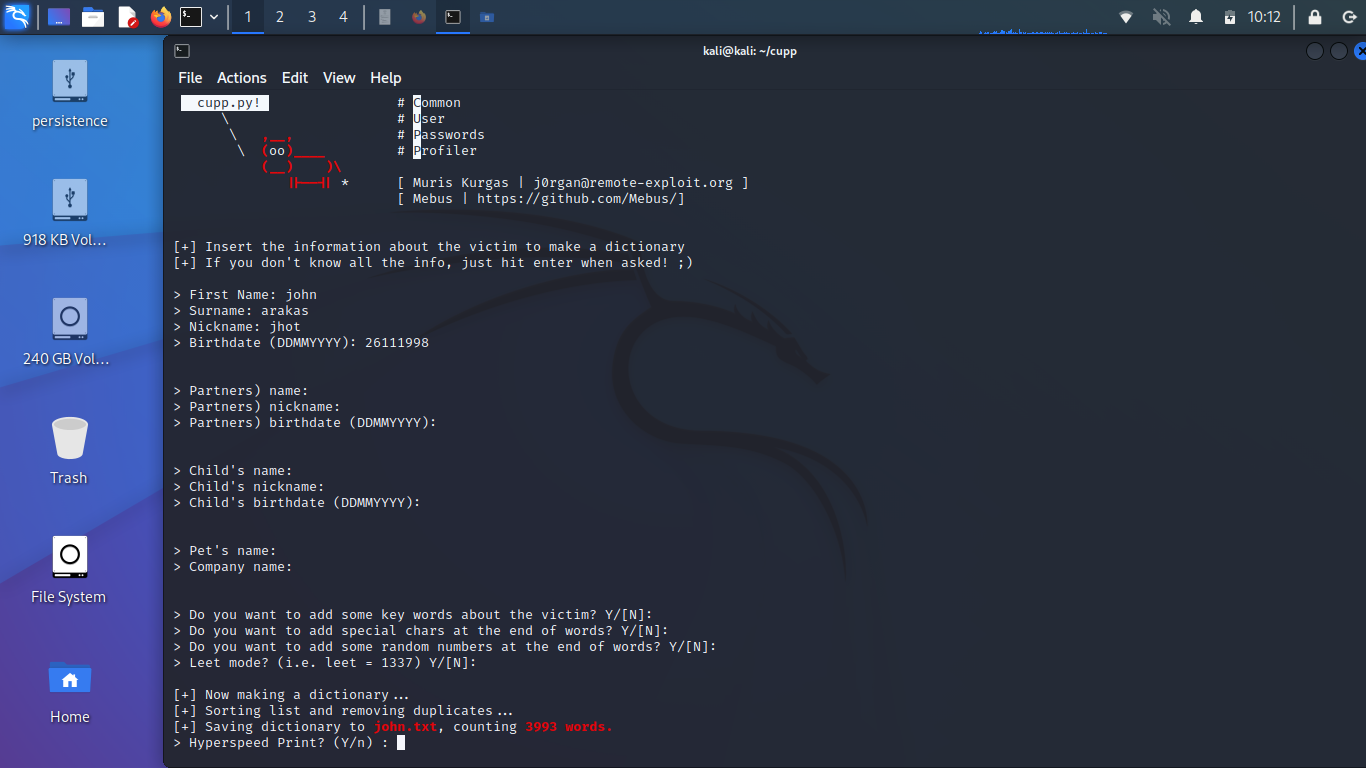 1 2 3 4
10:12
kali@kali: ~/cupp
File Actions Edit View Help
persistence
918 KB Vol...
240 GB Vol...
Trash
File System
Home
cupp.py! # Common
\ # User
\ ,__, # Passwords
\ (oo)____ # Profiler
(__) )\
||--|| * [ Muris Kurgas | j0rgan@remote-exploit.org ]
[ Mebus | https://github.com/Mebus/]
[+] Insert the information about the victim to make a dictionary
[+] If you don't know all the info, just hit enter when asked! ;)
> First Name: john
> Surname: arakas
> Nickname: jhot
> Birthdate (DDMMYYYY): 26111998
> Partners) name:
> Partners) nickname:
> Partners) birthdate (DDMMYYYY):
> Child's name:
> Child's nickname:
> Child's birthdate (DDMMYYYY):
> Pet's name:
> Company name:
> Do you want to add some key words about the victim? Y/[N]:
> Do you want to add special chars at the end of words? Y/[N]:
> Do you want to add some random numbers at the end of words? Y/[N]:
> Leet mode? (i.e. leet = 1337) Y/[N]:
[+] Now making a dictionary...
[+] Sorting list and removing duplicates...
[+] Saving dictionary to john.txt, counting 3993 words.
> Hyperspeed Print? (Y/n) :